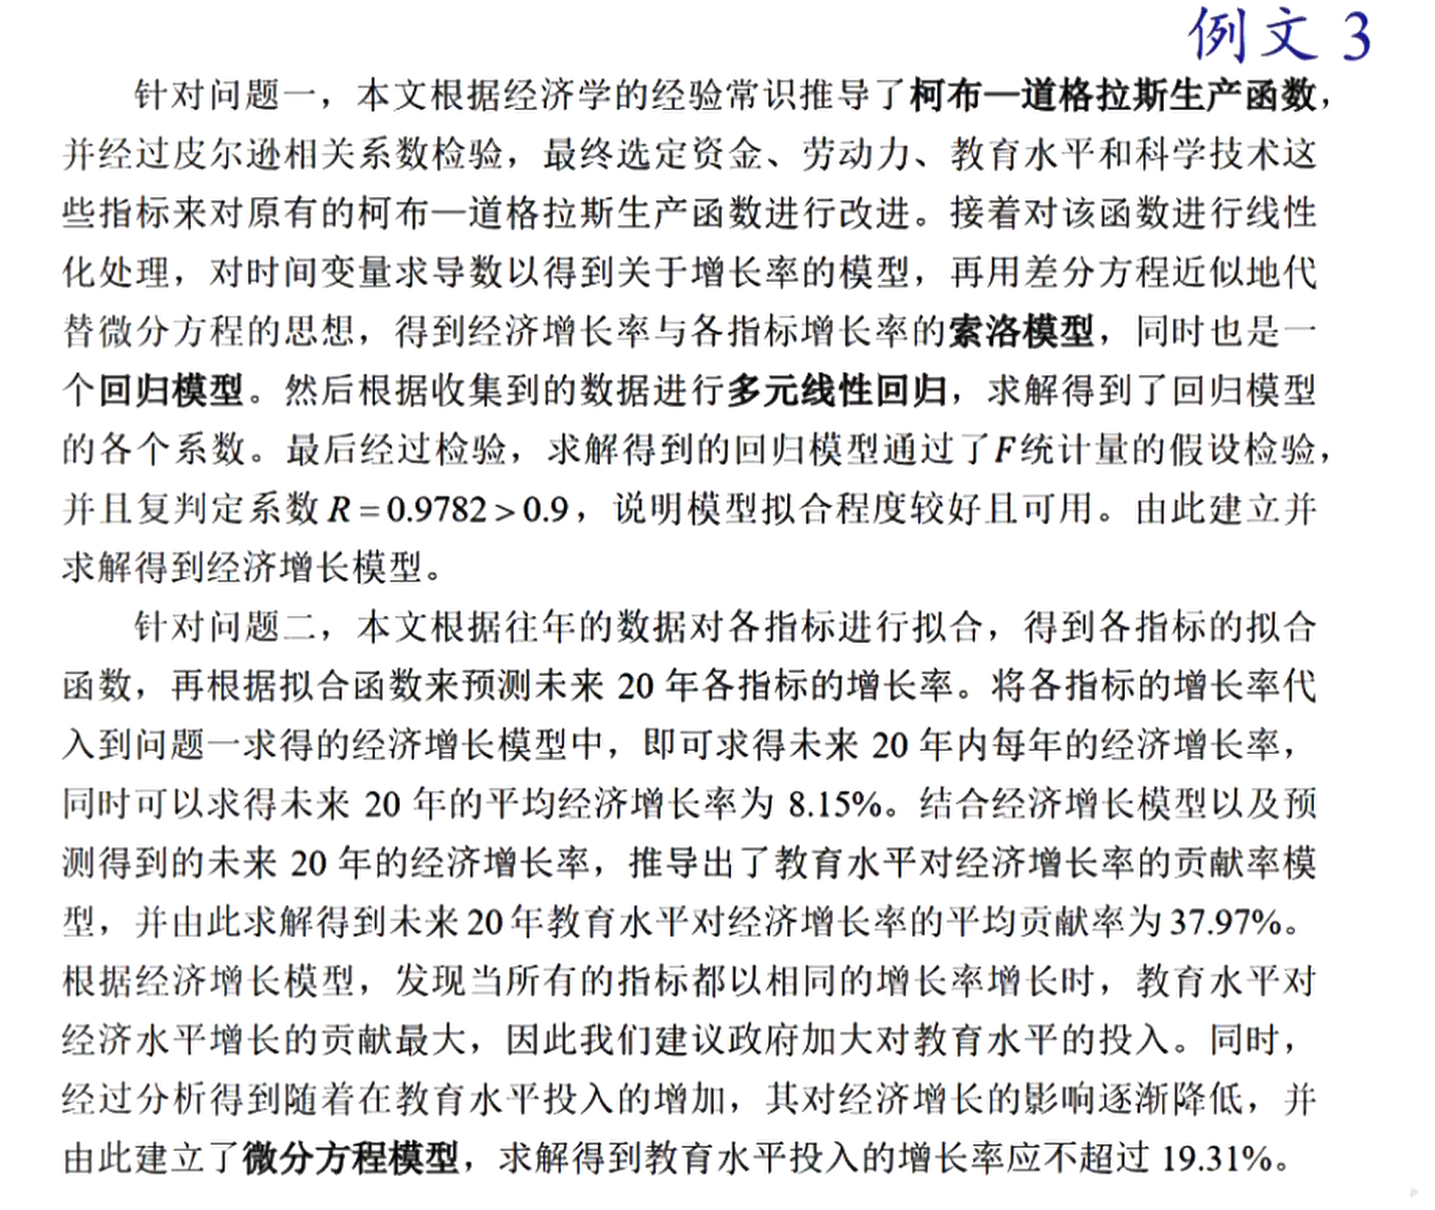 例文 3
针对问题一，本文根据经济学的经验常识推导了柯布—道格拉斯生产函数，
并经过皮尔逊相关系数检验，最终选定资金、劳动力、教育水平和科学技术这
些指标来对原有的柯布—道格拉斯生产函数进行改进。接着对该函数进行线性
化处理，对时间变量求导数以得到关于增长率的模型，再用差分方程近似地代
替微分方程的思想，得到经济增长率与各指标增长率的索洛模型，同时也是一
个回归模型。然后根据收集到的数据进行多元线性回归，求解得到了回归模型
的各个系数。最后经过检验，求解得到的回归模型通过了F统计量的假设检验，
并且复判定系数 R = 0.9782 > 0.9，说明模型拟合程度较好且可用。由此建立并
求解得到经济增长模型。
针对问题二，本文根据往年的数据对各指标进行拟合，得到各指标的拟合
函数，再根据拟合函数来预测未来 20 年各指标的增长率。将各指标的增长率代
入到问题一求得的经济增长模型中，即可求得未来 20 年内每年的经济增长率，
同时可以求得未来 20 年的平均经济增长率为 8.15%。结合经济增长模型以及预
测得到的未来 20 年的经济增长率，推导出了教育水平对经济增长率的贡献率模
型，并由此求解得到未来 20 年教育水平对经济增长率的平均贡献率为 37.97%。
根据经济增长模型，发现当所有的指标都以相同的增长率增长时，教育水平对
经济水平增长的贡献最大，因此我们建议政府加大对教育水平的投入。同时，
经过分析得到随着在教育水平投入的增加，其对经济增长的影响逐渐降低，并
由此建立了微分方程模型，求解得到教育水平投入的增长率应不超过 19.31%。